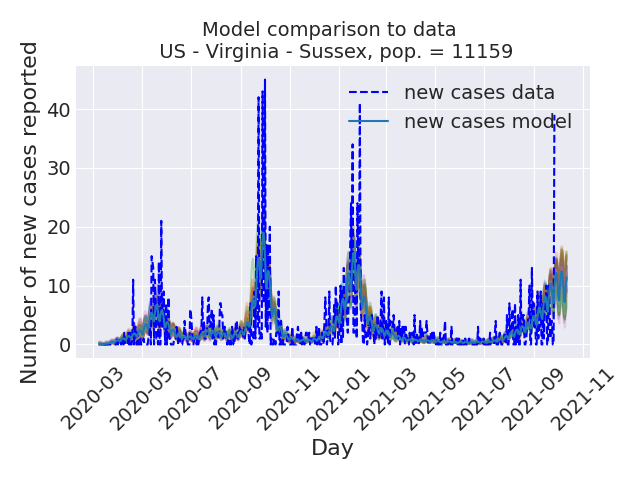 Model comparison to data
US - Virginia - Sussex, pop. = 11159
Number of new cases reported
40
30
20
10
0
new cases data
new cases model
2020-03
2020-05
2020-07
2020-09
2020-11
2021-01
2021-03
2021-05
2021-07
2021-09
2021-11
Day